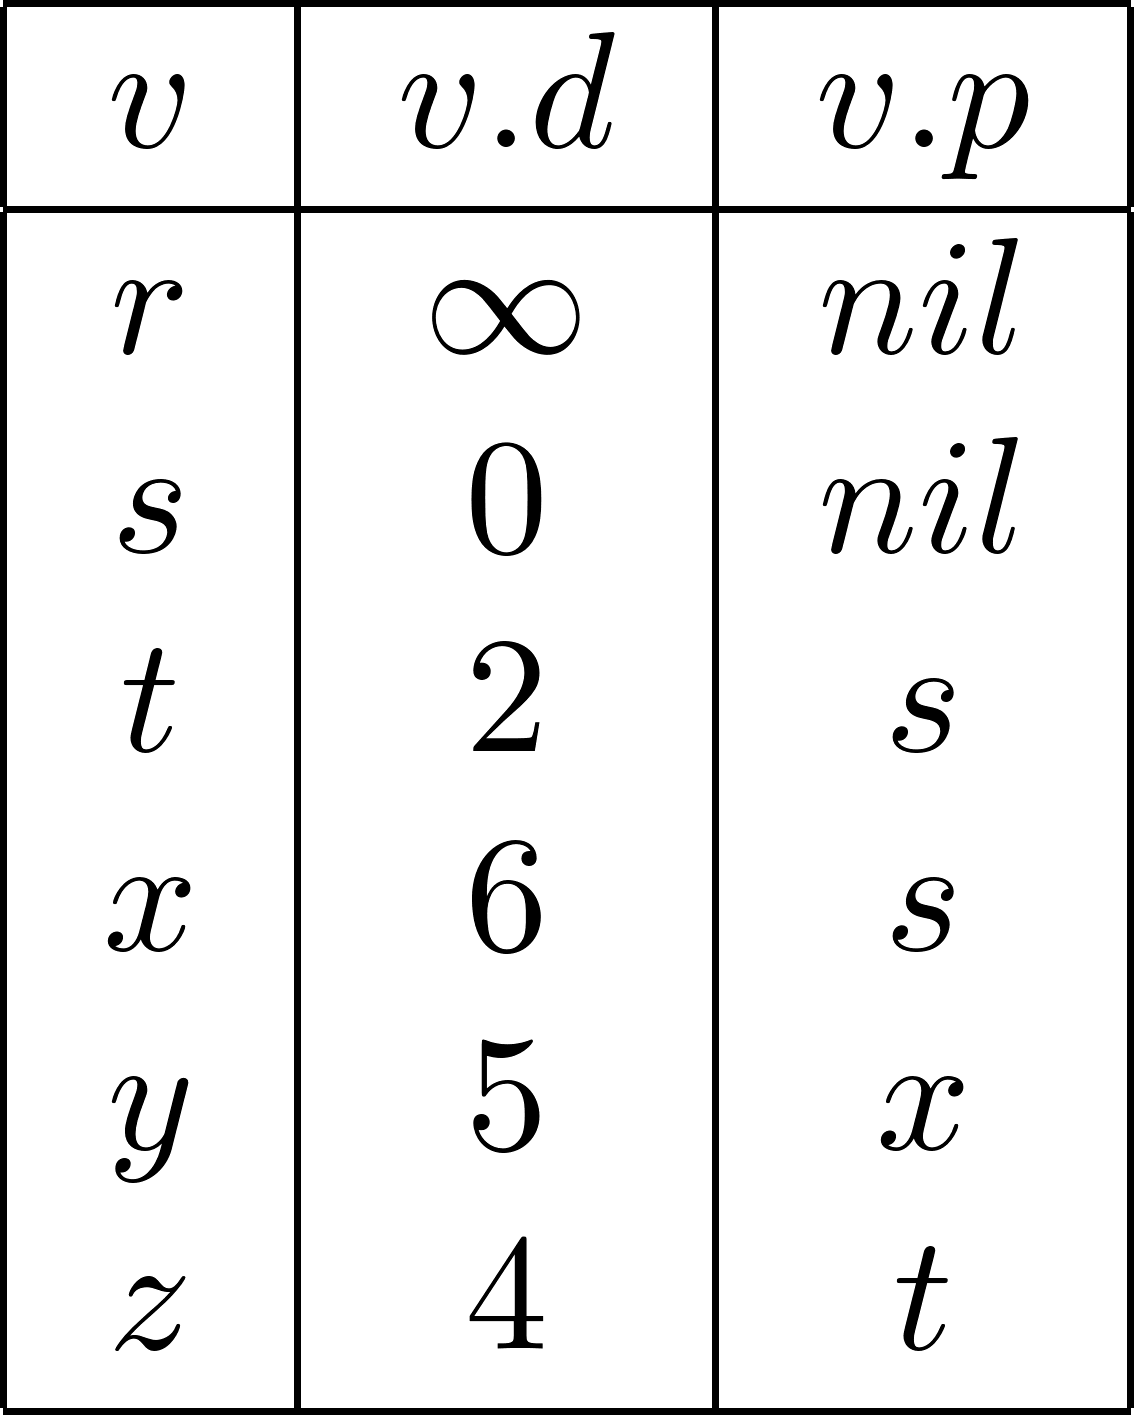 v v.d v.p
r ∞ nil
s 0 nil
t 2 s
x 6 s
y 5 x
z 4 t